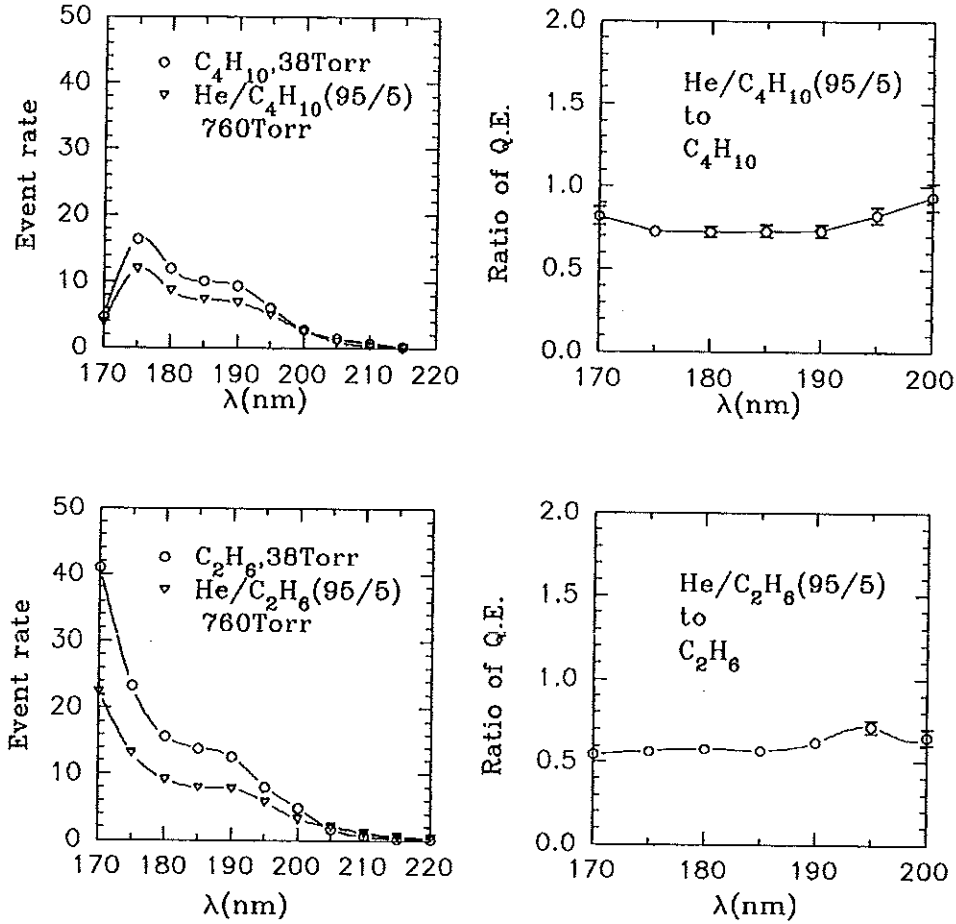 50
40
30
20
10
0
Event rate
○ C₄H₁₀,38Torr
▽ He/C₄H₁₀(95/5)
760Torr
170 180 190 200 210 220
λ(nm)
2.0
1.5
1.0
0.5
0.0
Ratio of Q.E.
He/C₄H₁₀(95/5)
to
C₄H₁₀
170 180 190 200
λ(nm)
50
40
30
20
10
0
Event rate
○ C₂H₆,38Torr
▽ He/C₂H₆(95/5)
760Torr
170 180 190 200 210 220
λ(nm)
2.0
1.5
1.0
0.5
0.0
Ratio of Q.E.
He/C₂H₆(95/5)
to
C₂H₆
170 180 190 200
λ(nm)